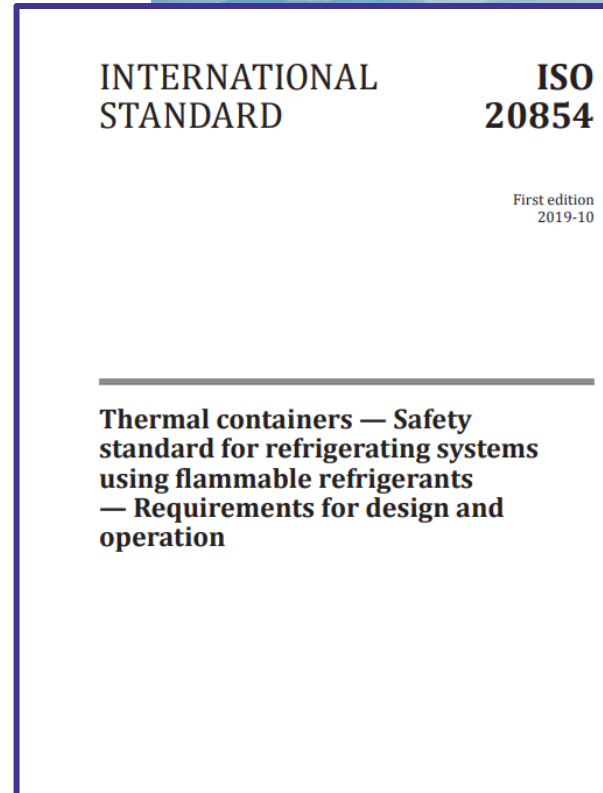 INTERNATIONAL
STANDARD
ISO
20854
First edition
2019-10
Thermal containers — Safety
standard for refrigerating systems
using flammable refrigerants
— Requirements for design and
operation